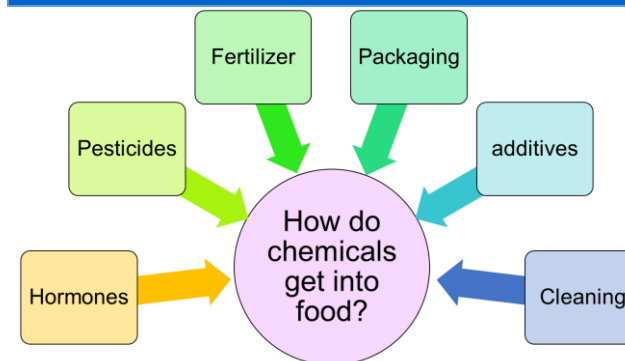 Fertilizer
Packaging
Pesticides
additives
Hormones
Cleaning
How do
chemicals
get into
food?